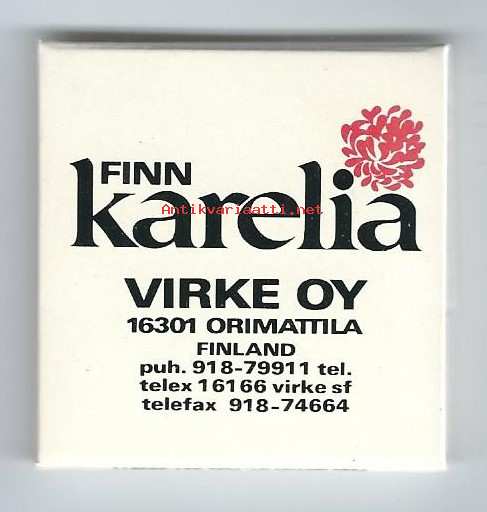 FINN
karelia
Antikvariaatti.net
VIRKE OY
16301 ORIMATTILA
FINLAND
puh. 918-79911 tel.
telex 16166 virke sf
telefax 918-74664